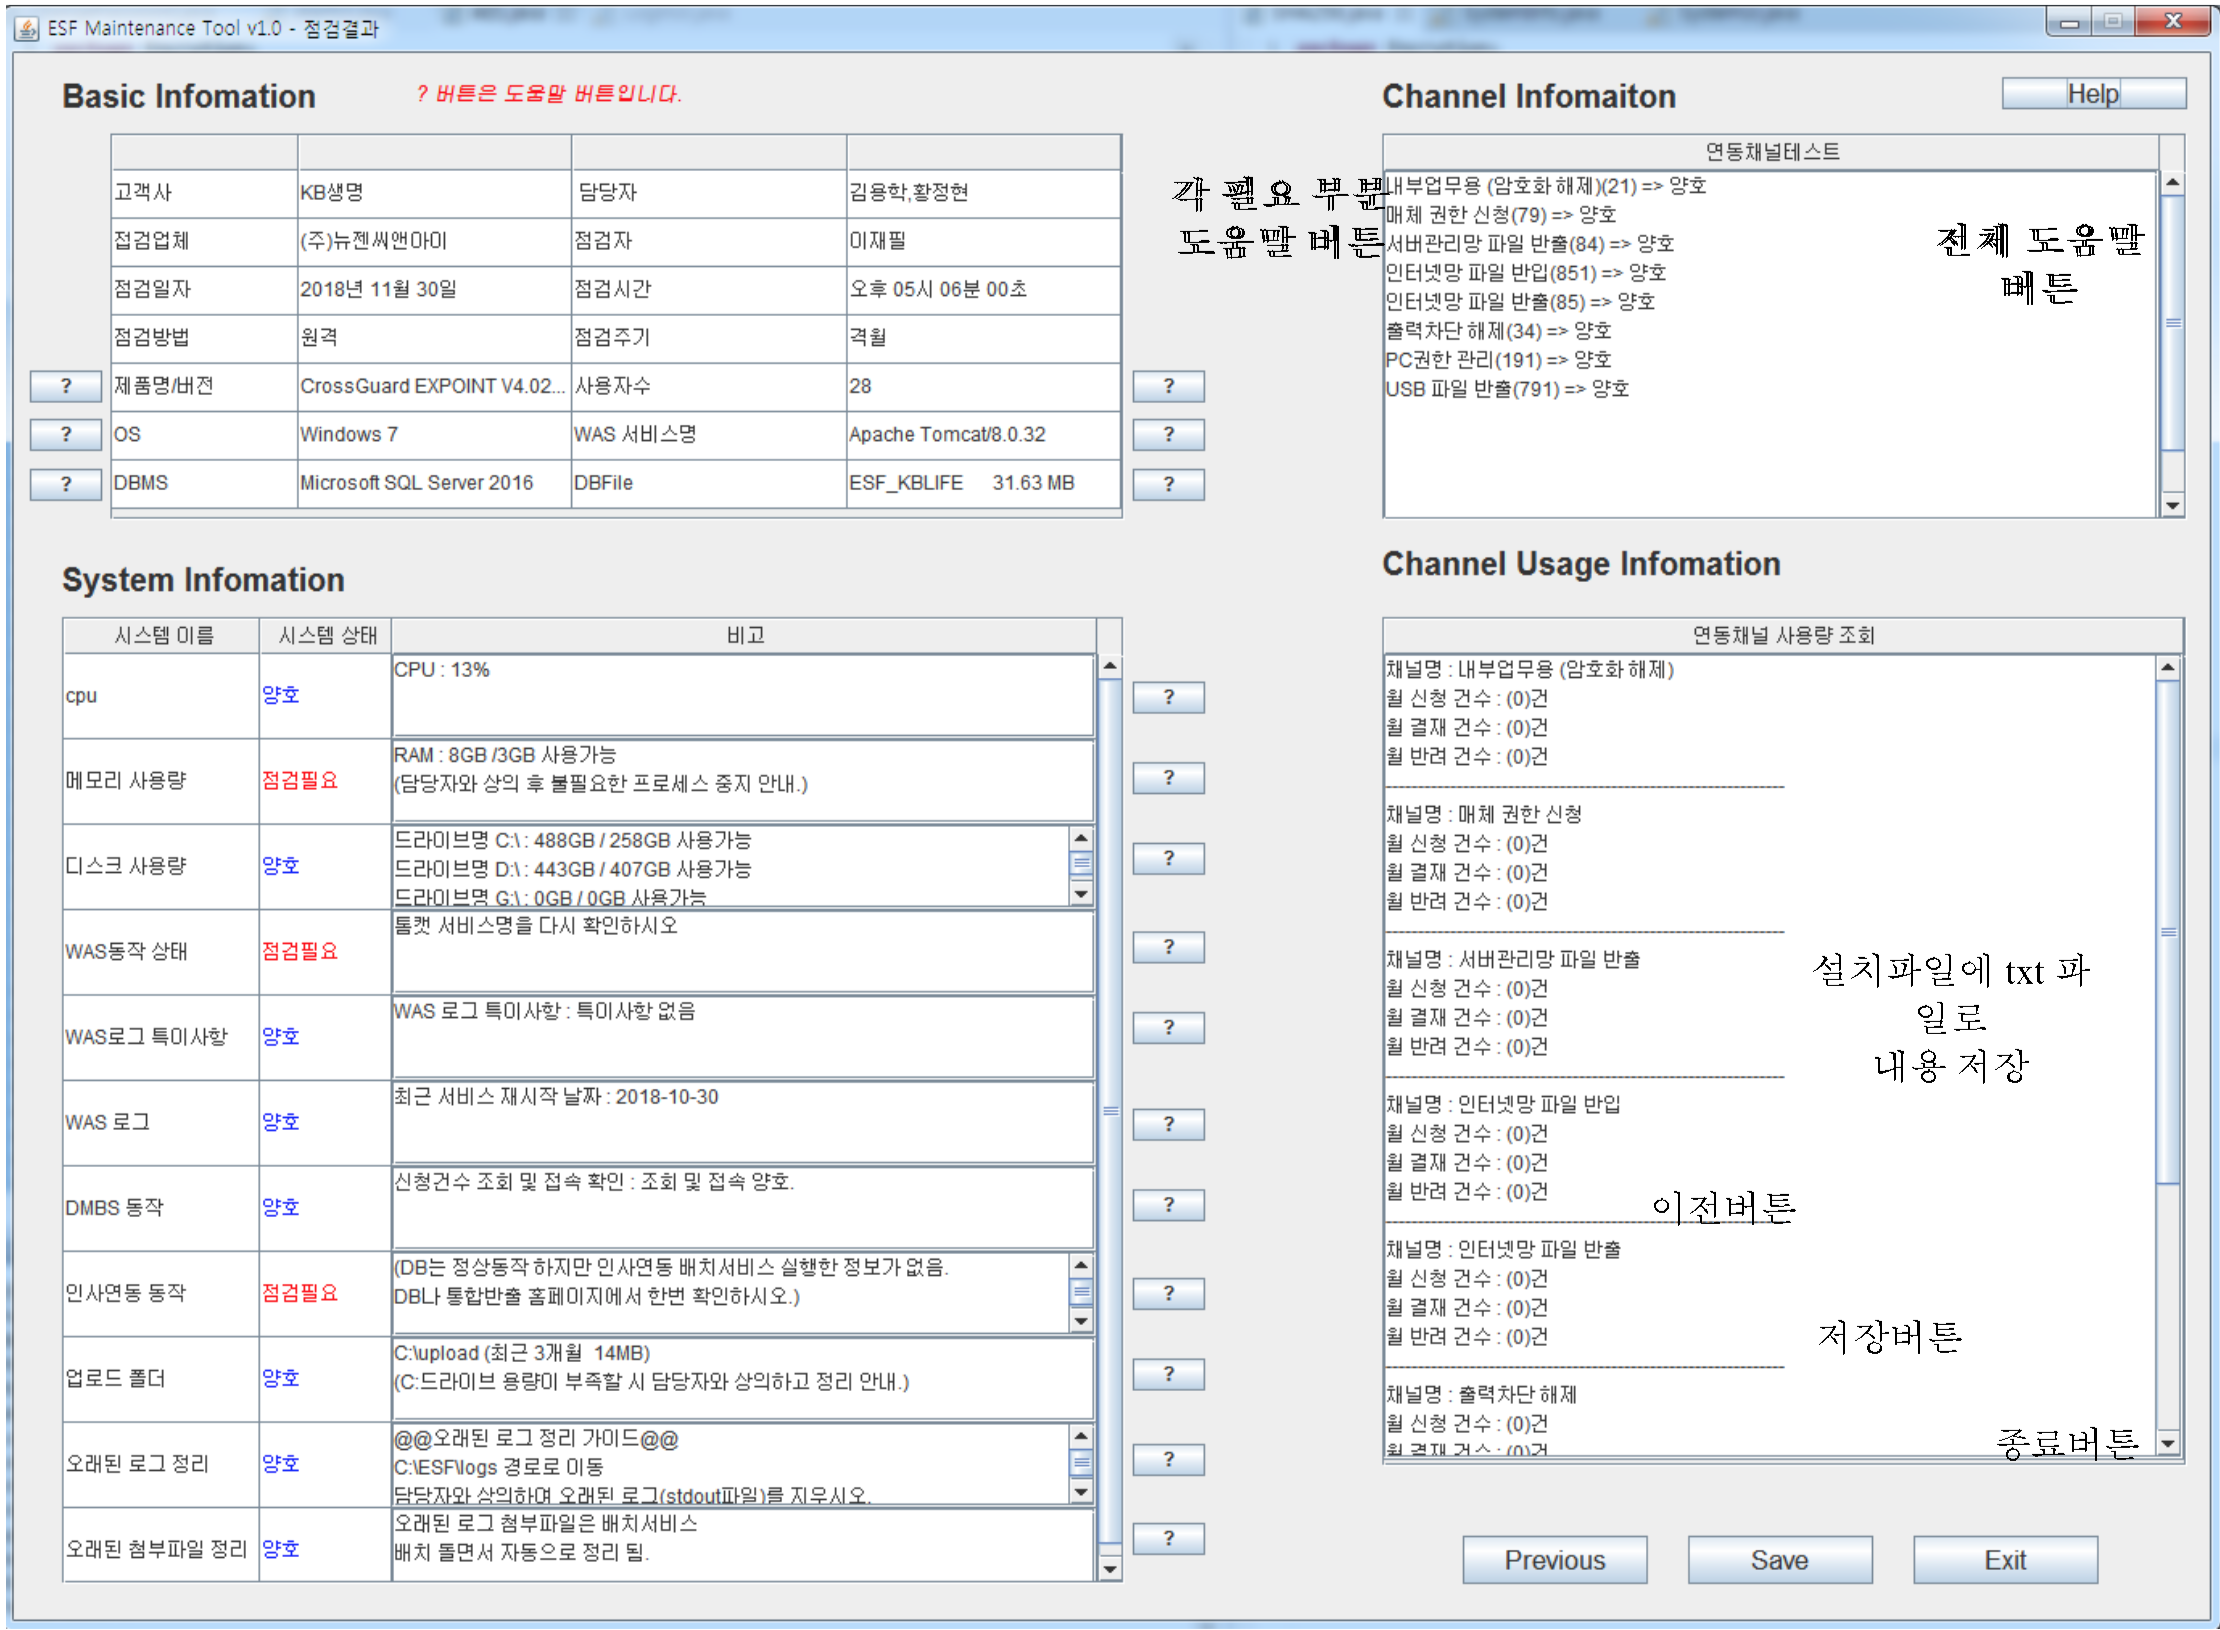 ESF Maintenance Tool v1.0 - 점검결과
Basic Infomation
? 버튼은 도움말 버튼입니다.
고객사 KB생명 담당자 김용학,황정현
접검업체 (주)뉴젠씨앤아이 점검자 이재필
점검일자 2018년 11월 30일 점검시간 오후 05시 06분 00초
점검방법 원격 점검주기 격월
? 제품명/버전 CrossGuard EXPOINT V4.02... 사용자수 28 ?
? OS Windows 7 WAS 서비스명 Apache Tomcat/8.0.32 ?
? DBMS Microsoft SQL Server 2016 DBFile ESF_KBLIFE 31.63 MB ?
각 필요 부분
도움말 버튼
Channel Infomaiton
Help
연동채널테스트
내부업무용 (암호화 해제)(21) => 양호
매체 권한 신청(79) => 양호
서버관리망 파일 반출(84) => 양호
인터넷망 파일 반입(851) => 양호
인터넷망 파일 반출(85) => 양호
출력차단 해제(34) => 양호
PC권한 관리(191) => 양호
USB 파일 반출(791) => 양호
전체 도움말
버튼
System Infomation
시스템 이름 시스템 상태 비고
cpu 양호 CPU : 13% ?
메모리 사용량 점검필요 RAM : 8GB /3GB 사용가능
(담당자와 상의 후 불필요한 프로세스 중지 안내.) ?
디스크 사용량 양호 드라이브명 C:\ : 488GB / 258GB 사용가능
드라이브명 D:\ : 443GB / 407GB 사용가능
드라이브명 G:\ : 0GB / 0GB 사용가능 ?
WAS동작 상태 점검필요 톰캣 서비스명을 다시 확인하시오 ?
WAS로그 특이사항 양호 WAS 로그 특이사항 : 특이사항 없음 ?
WAS 로그 양호 최근 서비스 재시작 날짜 : 2018-10-30 ?
DMBS 동작 양호 신청건수 조회 및 접속 확인 : 조회 및 접속 양호. ?
인사연동 동작 점검필요 (DB는 정상동작 하지만 인사연동 배치서비스 실행한 정보가 없음.
DB나 통합반출 홈페이지에서 한번 확인하시오.) ?
업로드 폴더 양호 C:\upload (최근 3개월 14MB)
(C:드라이브 용량이 부족할 시 담당자와 상의하고 정리 안내.) ?
오래된 로그 정리 양호 @@오래된 로그 정리 가이드@@
C:\ESF\logs 경로로 이동
담당자와 상의하여 오래된 로그(stdout파일)를 지우시오. ?
오래된 첨부파일 정리 양호 오래된 로그 첨부파일은 배치서비스
배치 돌면서 자동으로 정리 됨. ?
Channel Usage Infomation
연동채널 사용량 조회
채널명 : 내부업무용 (암호화 해제)
월 신청 건수 : (0)건
월 결재 건수 : (0)건
월 반려 건수 : (0)건
채널명 : 매체 권한 신청
월 신청 건수 : (0)건
월 결재 건수 : (0)건
월 반려 건수 : (0)건
채널명 : 서버관리망 파일 반출
월 신청 건수 : (0)건
월 결재 건수 : (0)건
월 반려 건수 : (0)건
설치파일에 txt 파
일로
내용 저장
채널명 : 인터넷망 파일 반입
월 신청 건수 : (0)건
월 결재 건수 : (0)건
월 반려 건수 : (0)건
이전버튼
채널명 : 인터넷망 파일 반출
월 신청 건수 : (0)건
월 결재 건수 : (0)건
월 반려 건수 : (0)건
저장버튼
채널명 : 출력차단 해제
월 신청 건수 : (0)건
월 결재 건수 : (0)건
종료버튼
Previous Save Exit